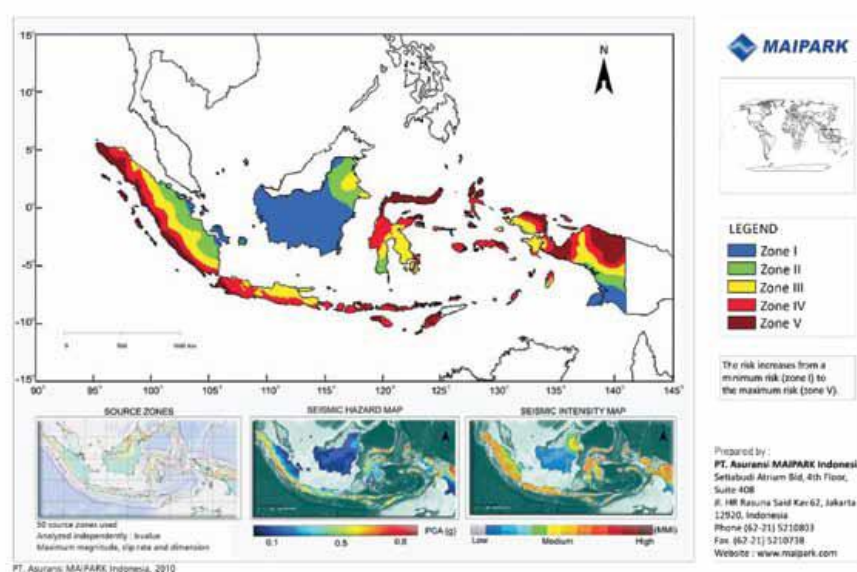 MAIPARK
15°
10°
5°
0°
-5°
-10°
-15°
N
90°
95°
100°
105°
110°
115°
120°
125°
130°
135°
140°
145°
0 500 1000 Km
LEGEND
Zone I
Zone II
Zone III
Zone IV
Zone V
The risk increases from a
minimum risk (zone I) to
the maximum risk (zone V).
SOURCE ZONES
50 source zones used
Analyzed independently : bvalue
Maximum magnitude, slip rate and dimension
SEISMIC HAZARD MAP
PGA (g)
0.1 0.5 0.8
SEISMIC INTENSITY MAP
(MMI)
Low Medium High
Prepared by :
PT. Asuransi MAIPARK Indonesia
Setiabudi Atrium Bld, 4th Floor,
Suite 408
Jl. HR Rasuna Said Kav 62, Jakarta
12920, Indonesia
Phone (62-21) 5210803
Fax (62-21) 5210738
Website : www.maipark.com
PT. Asuransi MAIPARK Indonesia, 2010